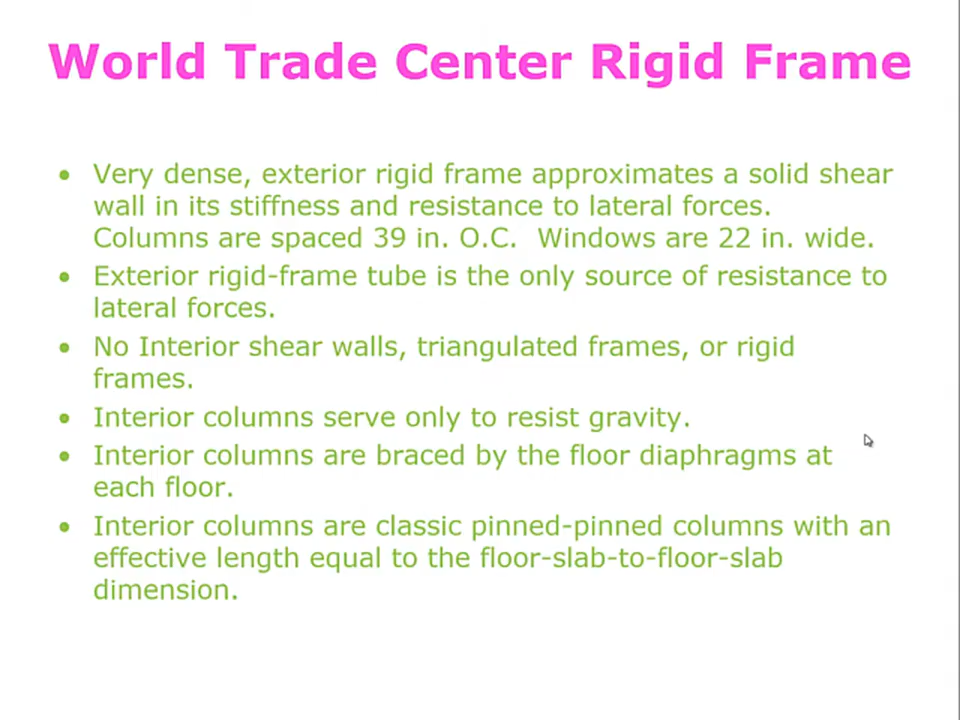 World Trade Center Rigid Frame
• Very dense, exterior rigid frame approximates a solid shear
wall in its stiffness and resistance to lateral forces.
Columns are spaced 39 in. O.C.  Windows are 22 in. wide.
• Exterior rigid-frame tube is the only source of resistance to
lateral forces.
• No Interior shear walls, triangulated frames, or rigid
frames.
• Interior columns serve only to resist gravity.
• Interior columns are braced by the floor diaphragms at
each floor.
• Interior columns are classic pinned-pinned columns with an
effective length equal to the floor-slab-to-floor-slab
dimension.